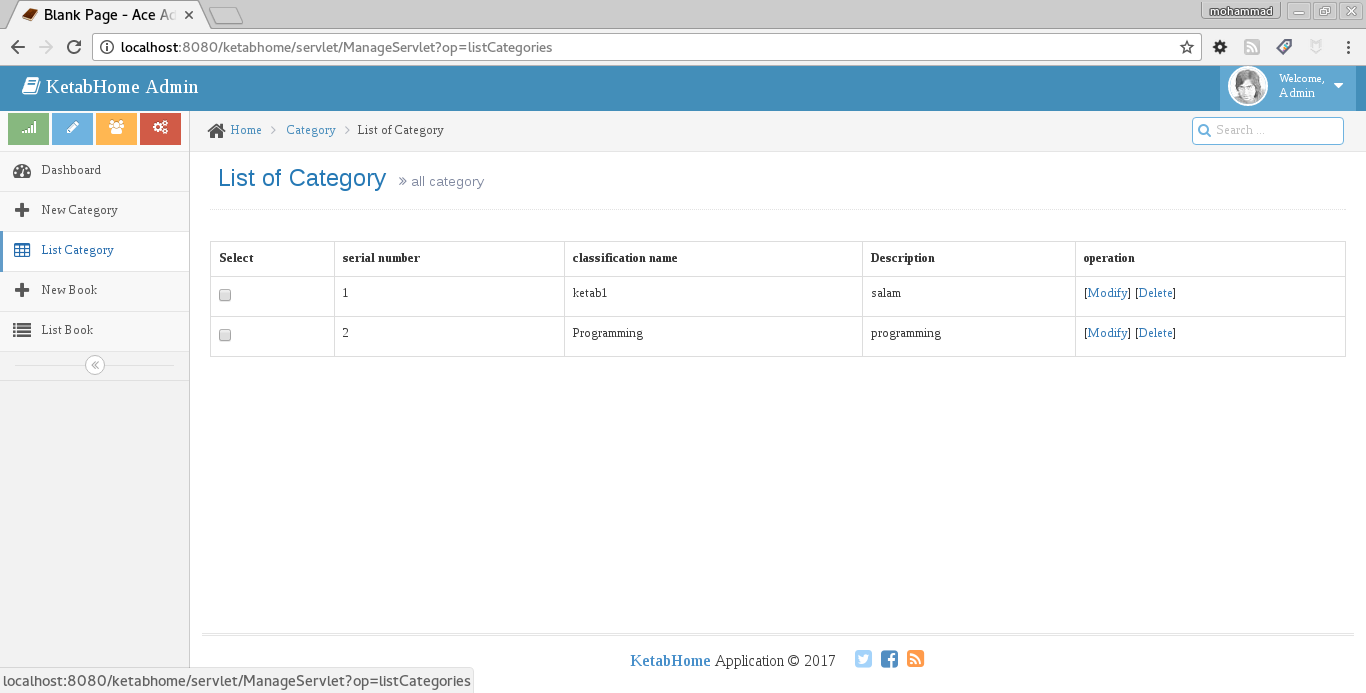 Blank Page - Ace Ad
mohammad
localhost:8080/ketabhome/servlet/ManageServlet?op=listCategories
KetabHome Admin
Welcome,
Admin
Home Category List of Category
Search ...
Dashboard
New Category
List Category
New Book
List Book
List of Category all category
Select serial number classification name Description operation
1 ketab1 salam [Modify] [Delete]
2 Programming programming [Modify] [Delete]
KetabHome Application © 2017
localhost:8080/ketabhome/servlet/ManageServlet?op=listCategories